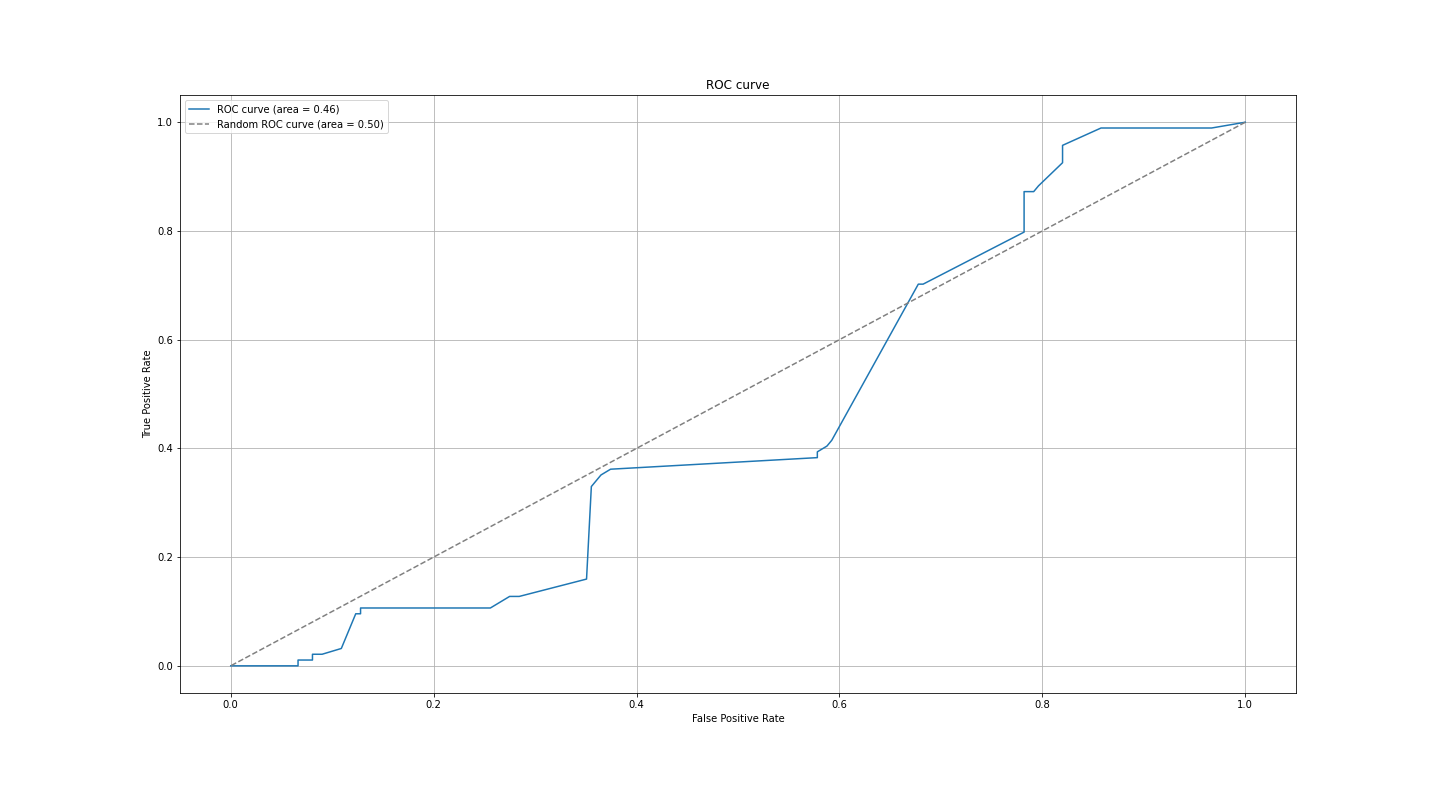 ROC curve
ROC curve (area = 0.46)
Random ROC curve (area = 0.50)
1.0
0.8
0.6
0.4
0.2
0.0
True Positive Rate
0.0 0.2 0.4 0.6 0.8 1.0
False Positive Rate